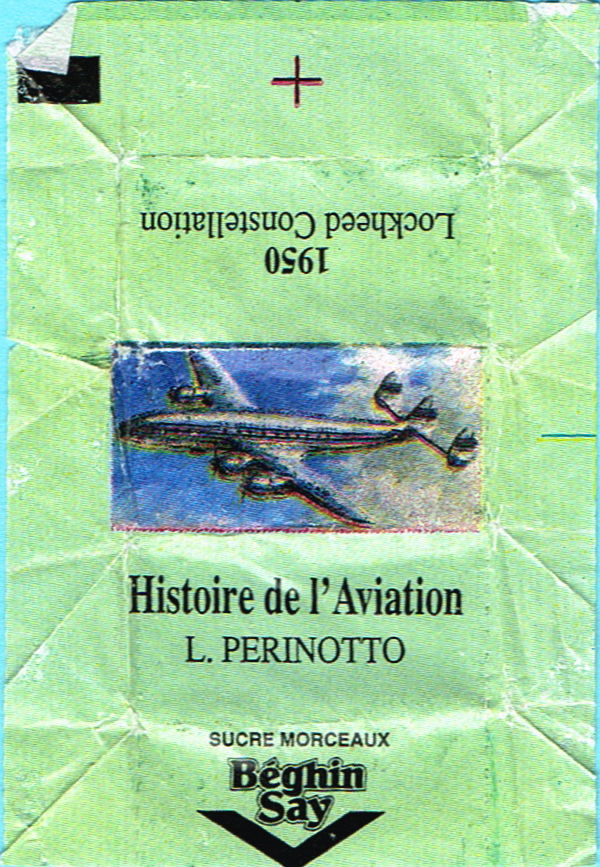 Lockheed Constellation
1950
Histoire de l'Aviation
L. PERINOTTO
SUCRE MORCEAUX
Béghin
Say